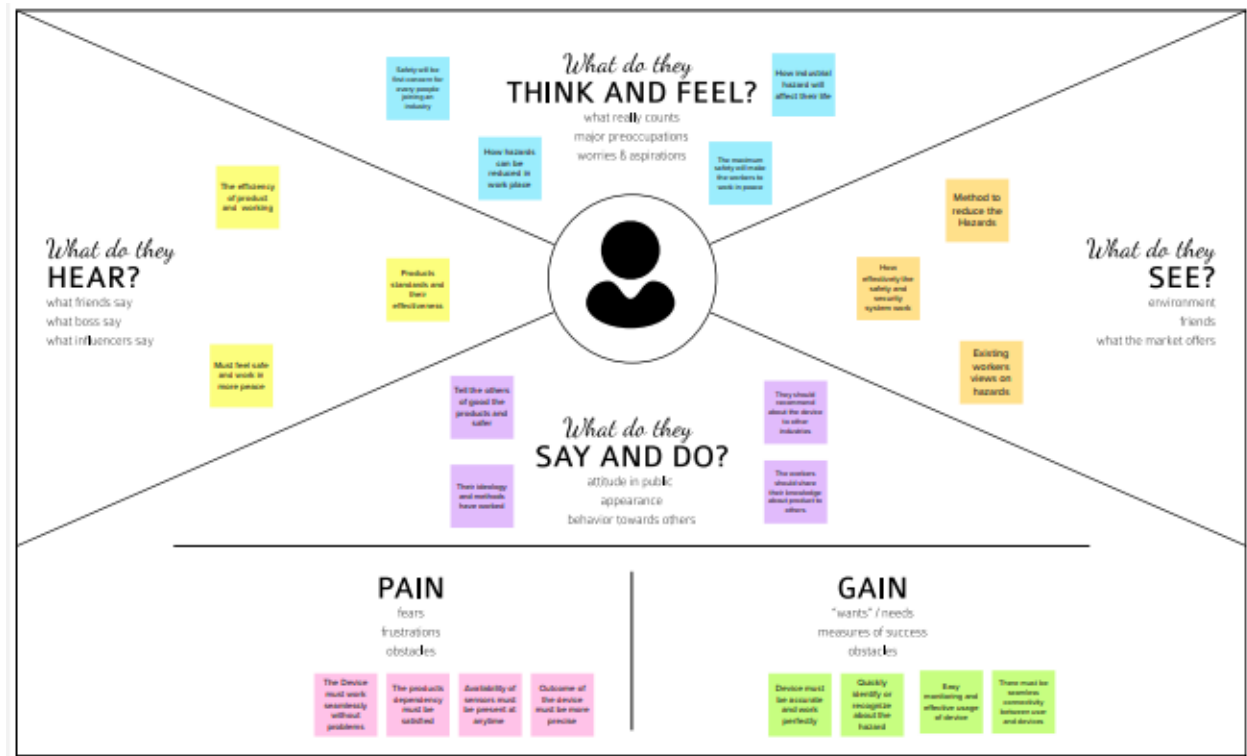 What do they
THINK AND FEEL?
what really counts
major preoccupations
worries & aspirations
Safety will be
first concern for
every people
joining an
industry
How hazards
can be
reduced in
work place
How industrial
hazard will
affect their life
The maximum
safety will make
the workers to
work in peace
What do they
HEAR?
what friends say
what boss say
what influencers say
The efficiency
of product
and working
Products
standards and
their
effectiveness
Must feel safe
and work in
more peace
What do they
SEE?
environment
friends
what the market offers
Method to
reduce the
Hazards
How
effectively the
safety and
security
system work
Existing
workers
views on
hazards
What do they
SAY AND DO?
attitude in public
appearance
behavior towards others
Tell the others
of good the
products and
safer
Their ideology
and methods
have worked
They should
recommend
about the device
to other
industries
The workers
should share
their knowledge
about product to
others
PAIN
fears
frustrations
obstacles
The Device
must work
seamlessly
without
problems
The products
dependency
must be
satisfied
Availability of
sensors must
be present at
anytime
Outcome of
the device
must be more
precise
GAIN
"wants" / needs
measures of success
obstacles
Device must
be accurate
and work
perfectly
Quickly
identify or
recognize
about the
hazard
Easy
monitoring and
effective usage
of device
There must be
seamless
connectivity
between user
and devices